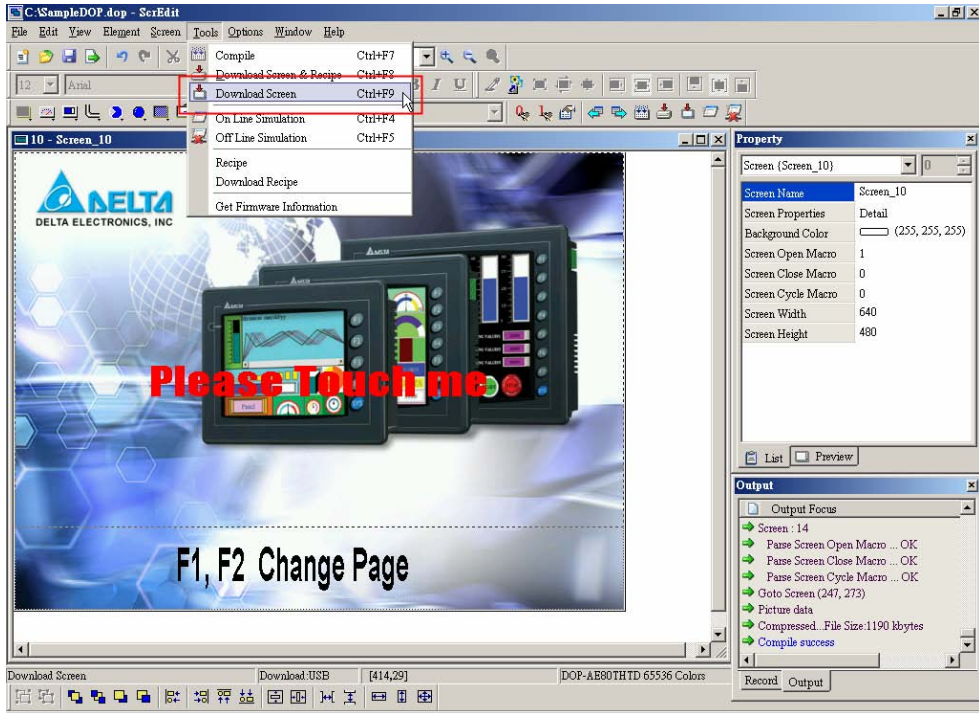 C:\SampleDOP.dop - ScrEdit
File Edit View Element Screen Tools Options Window Help
12 Arial
Compile Ctrl+F7
Download Screen & Recipe Ctrl+F8
Download Screen Ctrl+F9
On Line Simulation Ctrl+F4
Off Line Simulation Ctrl+F5
Recipe
Download Recipe
Get Firmware Information
10 - Screen_10
DELTA
DELTA ELECTRONICS, INC
Please Touch me
F1, F2 Change Page
Property
Screen {Screen_10} 0
Screen Name Screen_10
Screen Properties Detail
Background Color (255, 255, 255)
Screen Open Macro 1
Screen Close Macro 0
Screen Cycle Macro 0
Screen Width 640
Screen Height 480
List Preview
Output
Output Focus
Screen : 14
Parse Screen Open Macro ... OK
Parse Screen Close Macro ... OK
Parse Screen Cycle Macro ... OK
Goto Screen (247, 273)
Picture data
Compressed...File Size:1190 kbytes
Compile success
Record Output
Download Screen Download:USB [414,29] DOP-AE80THTD 65536 Colors